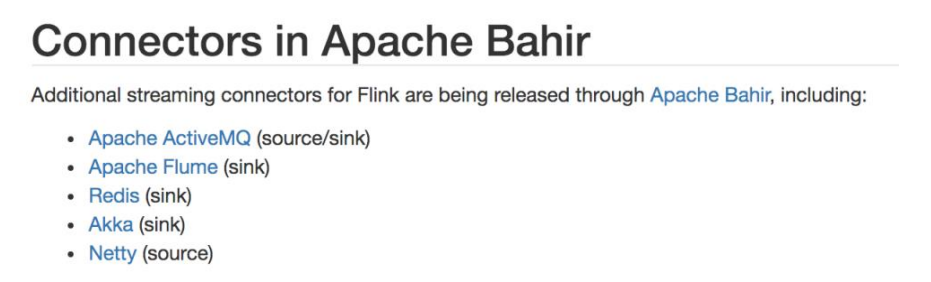 Connectors in Apache Bahir
Additional streaming connectors for Flink are being released through Apache Bahir, including:
• Apache ActiveMQ (source/sink)
• Apache Flume (sink)
• Redis (sink)
• Akka (sink)
• Netty (source)